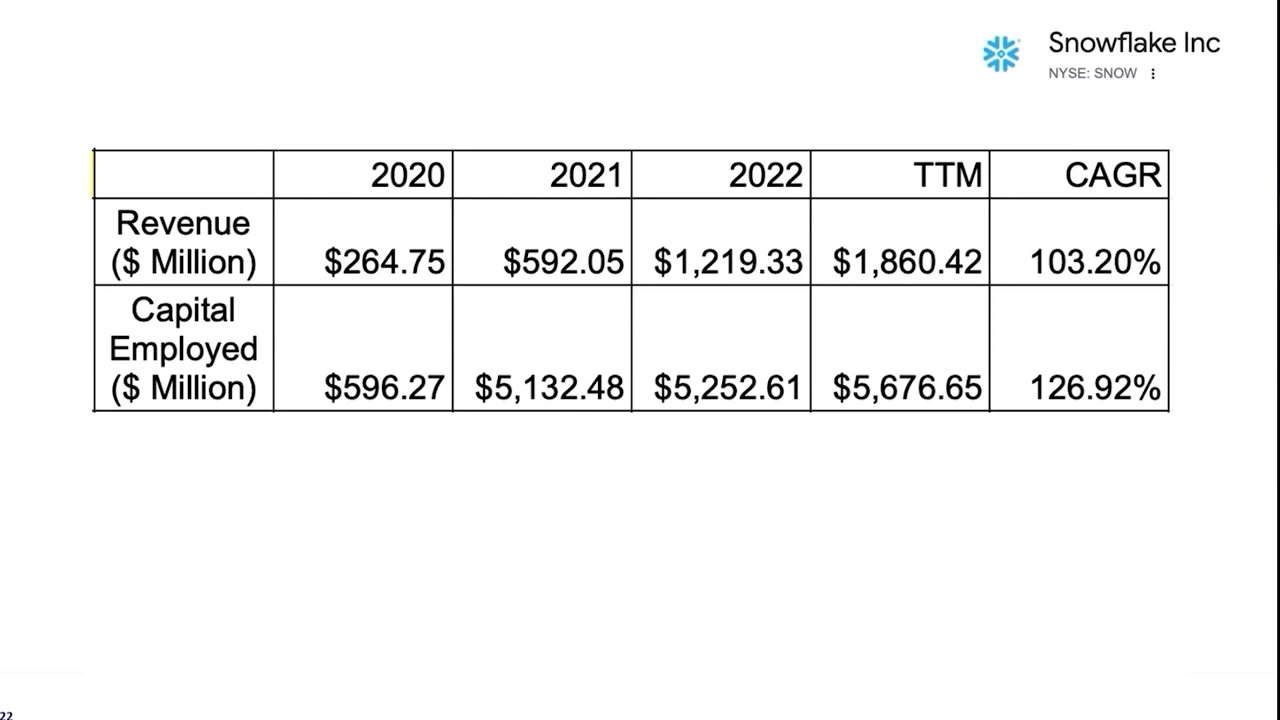 Snowflake Inc
NYSE: SNOW
2020 2021 2022 TTM CAGR
Revenue
($ Million) $264.75 $592.05 $1,219.33 $1,860.42 103.20%
Capital
Employed
($ Million) $596.27 $5,132.48 $5,252.61 $5,676.65 126.92%
22